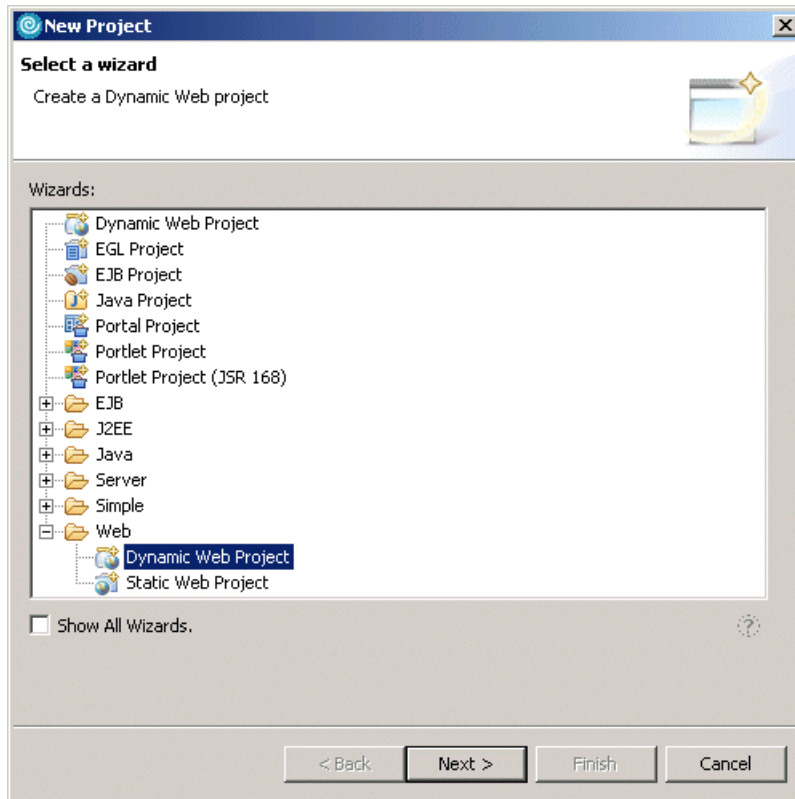 New Project
Select a wizard
Create a Dynamic Web project
Wizards:
Dynamic Web Project
EGL Project
EJB Project
Java Project
Portal Project
Portlet Project
Portlet Project (JSR 168)
EJB
J2EE
Java
Server
Simple
Web
Dynamic Web Project
Static Web Project
Show All Wizards.
< Back Next > Finish Cancel